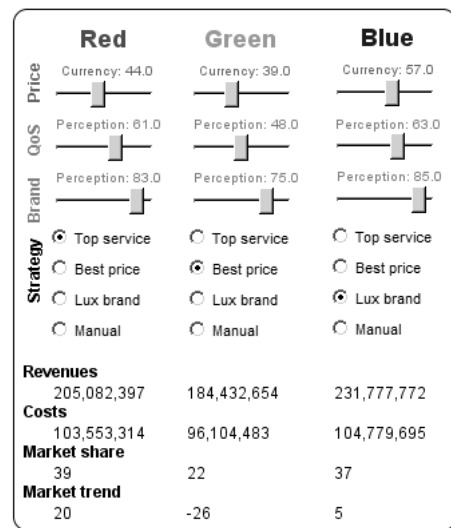 Red Green Blue
Price
Currency: 44.0 Currency: 39.0 Currency: 57.0
QoS
Perception: 61.0 Perception: 48.0 Perception: 63.0
Brand
Perception: 83.0 Perception: 75.0 Perception: 85.0
Strategy
Top service Top service Top service
Best price Best price Best price
Lux brand Lux brand Lux brand
Manual Manual Manual
Revenues
205,082,397 184,432,654 231,777,772
Costs
103,553,314 96,104,483 104,779,695
Market share
39 22 37
Market trend
20 -26 5